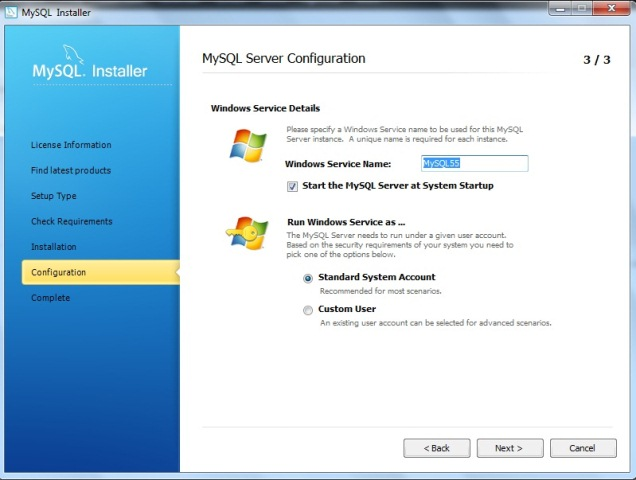 MySQL Installer
MySQL. Installer
MySQL Server Configuration
3 / 3
License Information
Find latest products
Setup Type
Check Requirements
Installation
Configuration
Complete
Windows Service Details
Please specify a Windows Service name to be used for this MySQL
Server instance. A unique name is required for each instance.
Windows Service Name:
MySQL55
Start the MySQL Server at System Startup
Run Windows Service as ...
The MySQL Server needs to run under a given user account.
Based on the security requirements of your system you need to
pick one of the options below.
Standard System Account
Recommended for most scenarios.
Custom User
An existing user account can be selected for advanced scenarios.
< Back
Next >
Cancel